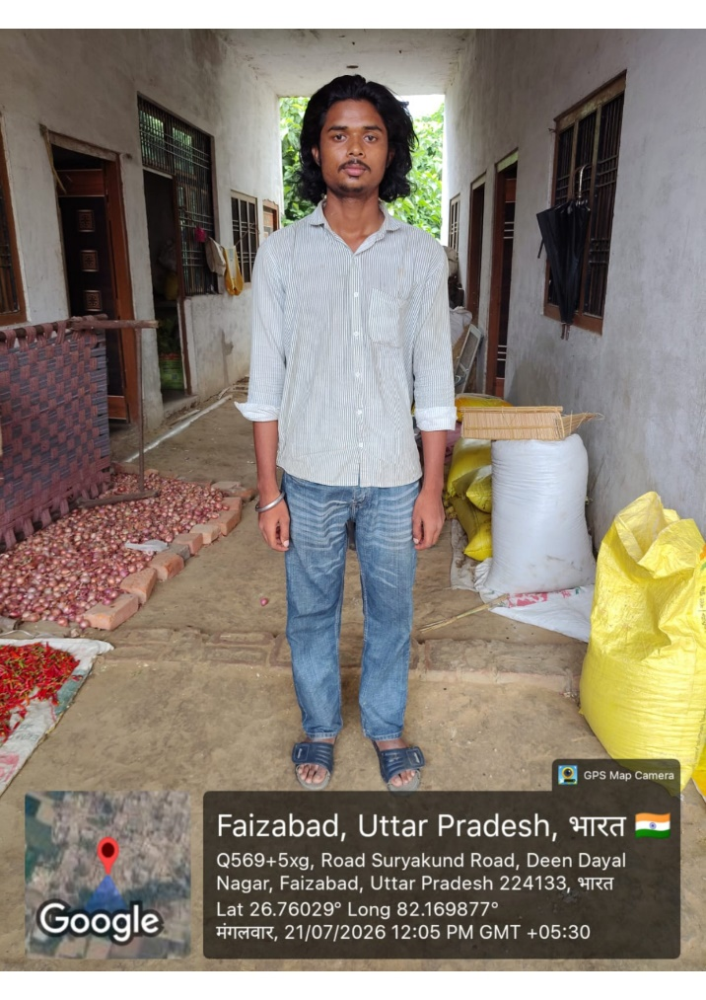 GPS Map Camera
Faizabad, Uttar Pradesh, भारत 🇮🇳
Q569+5xg, Road Suryakund Road, Deen Dayal
Nagar, Faizabad, Uttar Pradesh 224133, भारत
Lat 26.76029° Long 82.169877°
मंगलवार, 21/07/2026 12:05 PM GMT +05:30
Google